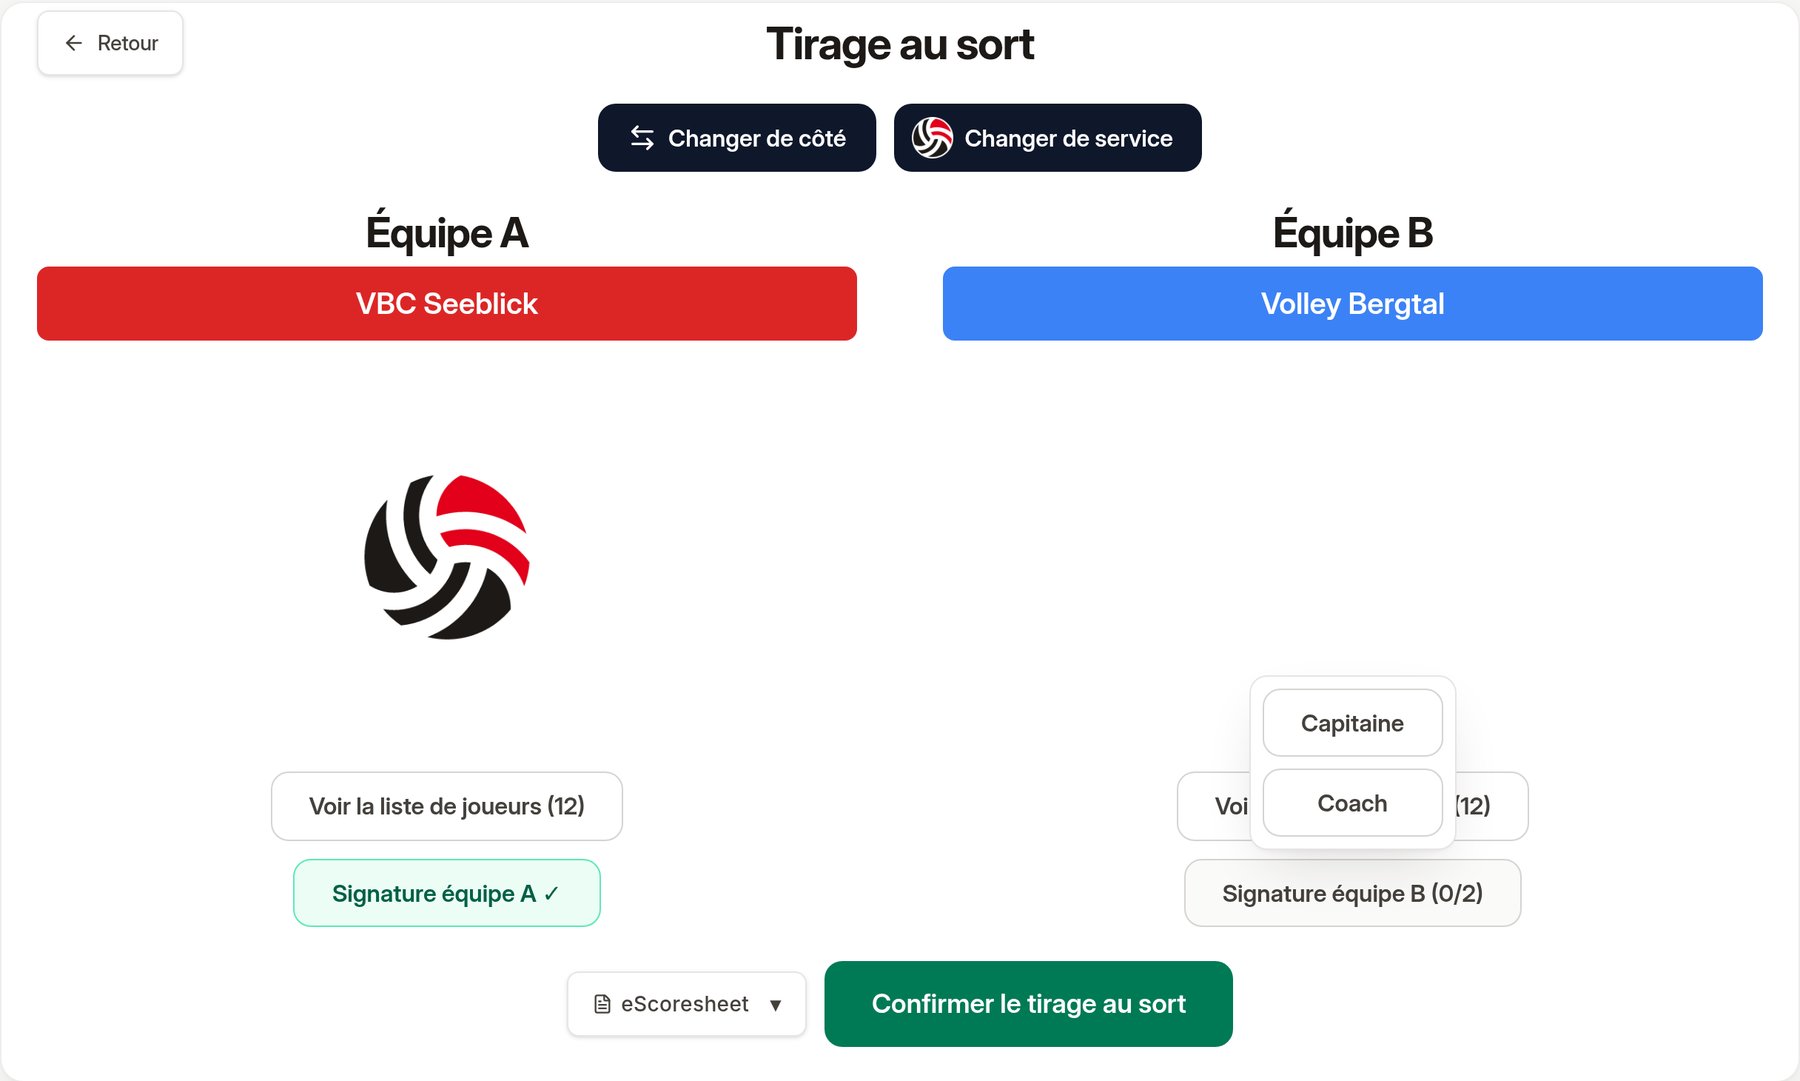 Retour
Tirage au sort
Changer de côté
Changer de service
Équipe A
Équipe B
VBC Seeblick
Volley Bergtal
Capitaine
Coach
Voir la liste de joueurs (12)
Voi
(12)
Signature équipe A ✓
Signature équipe B (0/2)
eScoresheet ▼
Confirmer le tirage au sort